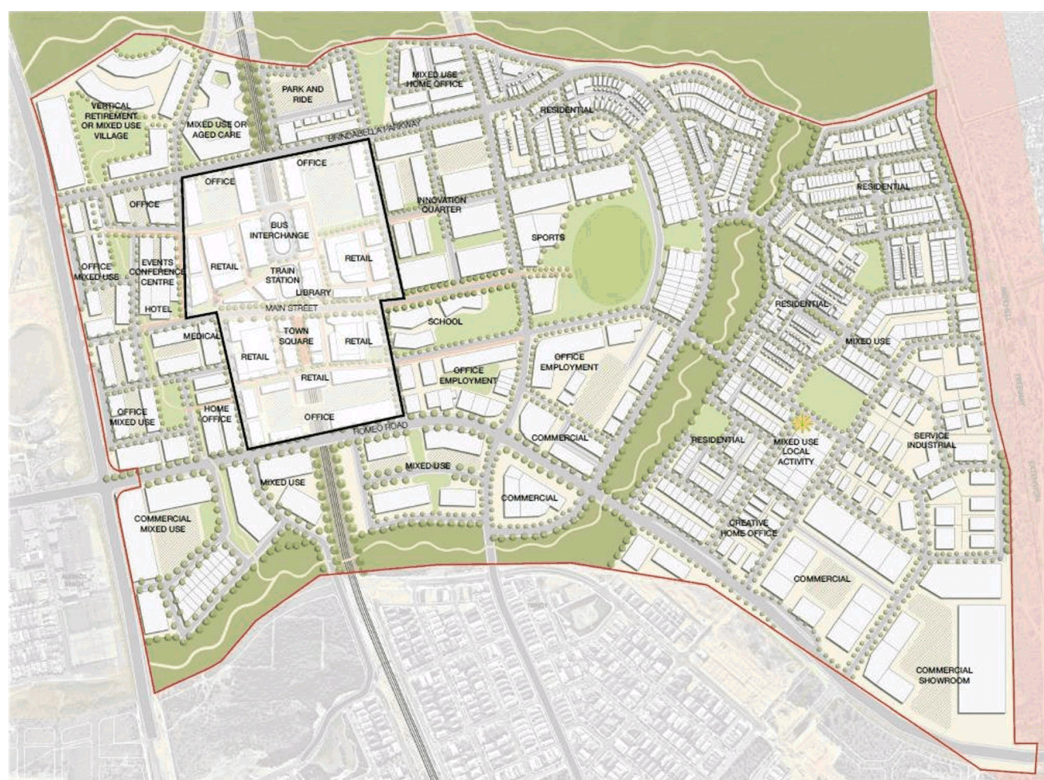 MIXED USE
HOME OFFICE
PARK AND
RIDE
VERTICAL
RETIREMENT
OR MIXED USE
VILLAGE
MIXED USE OR
AGED CARE
RESIDENTIAL
PARKWAY
OFFICE
OFFICE
RESIDENTIAL
OFFICE
INNOVATION
QUARTER
BUS
INTERCHANGE
SPORTS
OFFICE
MIXED USE
EVENTS
CONFERENCE
CENTRE
RETAIL
RETAIL
TRAIN
STATION
LIBRARY
HOTEL
MAIN STREET
RESIDENTIAL
SCHOOL
MEDICAL
TOWN
SQUARE
RETAIL
RETAIL
MIXED USE
RETAIL
OFFICE
EMPLOYMENT
OFFICE
EMPLOYMENT
OFFICE
MIXED USE
HOME
OFFICE
OFFICE
ROMEO ROAD
COMMERCIAL
RESIDENTIAL
MIXED USE
LOCAL
ACTIVITY
SERVICE
INDUSTRIAL
MIXED USE
MIXED USE
COMMERCIAL
COMMERCIAL
MIXED USE
CREATIVE
HOME OFFICE
COMMERCIAL
COMMERCIAL
SHOWROOM